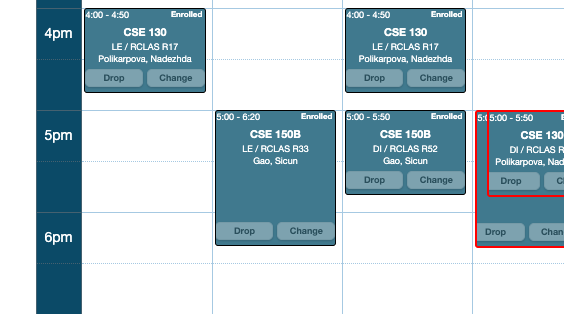 4pm
4:00 - 4:50 Enrolled
CSE 130
LE / RCLAS R17
Polikarpova, Nadezhda
Drop Change
4:00 - 4:50 Enrolled
CSE 130
LE / RCLAS R17
Polikarpova, Nadezhda
Drop Change
5pm
5:00 - 6:20 Enrolled
CSE 150B
LE / RCLAS R33
Gao, Sicun
Drop Change
5:00 - 5:50 Enrolled
CSE 150B
DI / RCLAS R52
Gao, Sicun
Drop Change
5:00 - 5:50
CSE 130
DI / RCLAS R
Polikarpova, Nad
Drop
Drop Chan
6pm